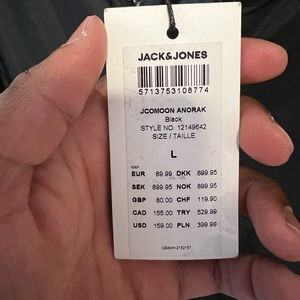 JACK&JONES
5713753108774
JCOMOON ANORAK
Black
STYLE NO. 12149642
SIZE / TAILLE
L
RRP
EUR 89.99 DKK 699.95
SEK 899.95 NOK 899.95
GBP 80.00 CHF 119.90
CAD 155.00 TRY 529.99
USD 159.00 PLN 399.99